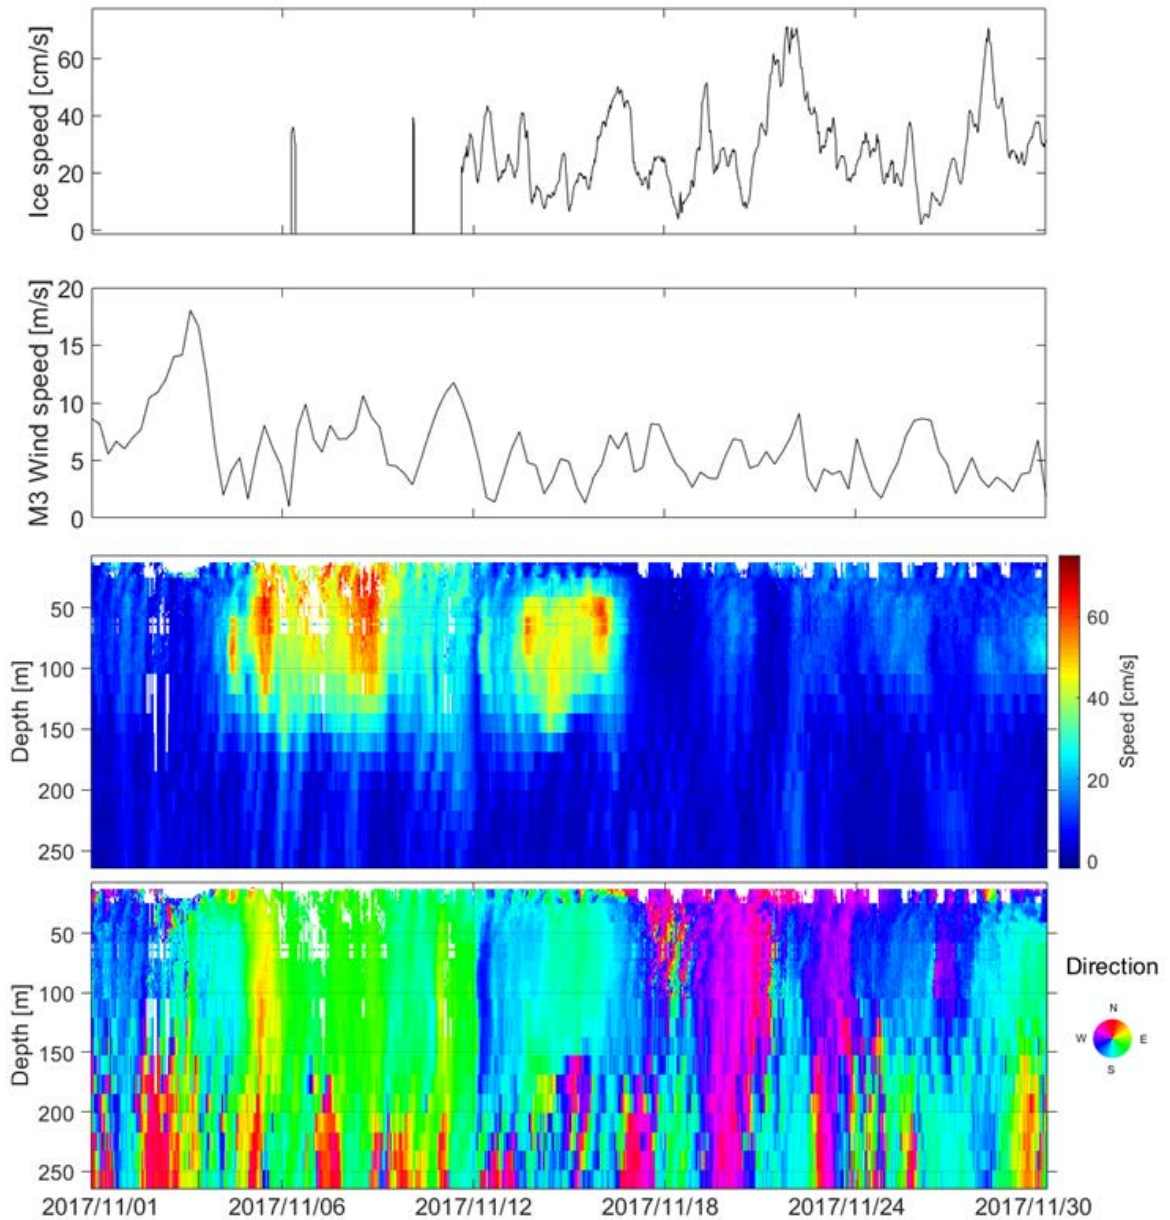 Ice speed [cm/s]
60
40
20
0
M3 Wind speed [m/s]
20
15
10
5
0
Depth [m]
50
100
150
200
250
60
40
20
0
Speed [cm/s]
Depth [m]
50
100
150
200
250
Direction
N
W E
S
2017/11/01 2017/11/06 2017/11/12 2017/11/18 2017/11/24 2017/11/30